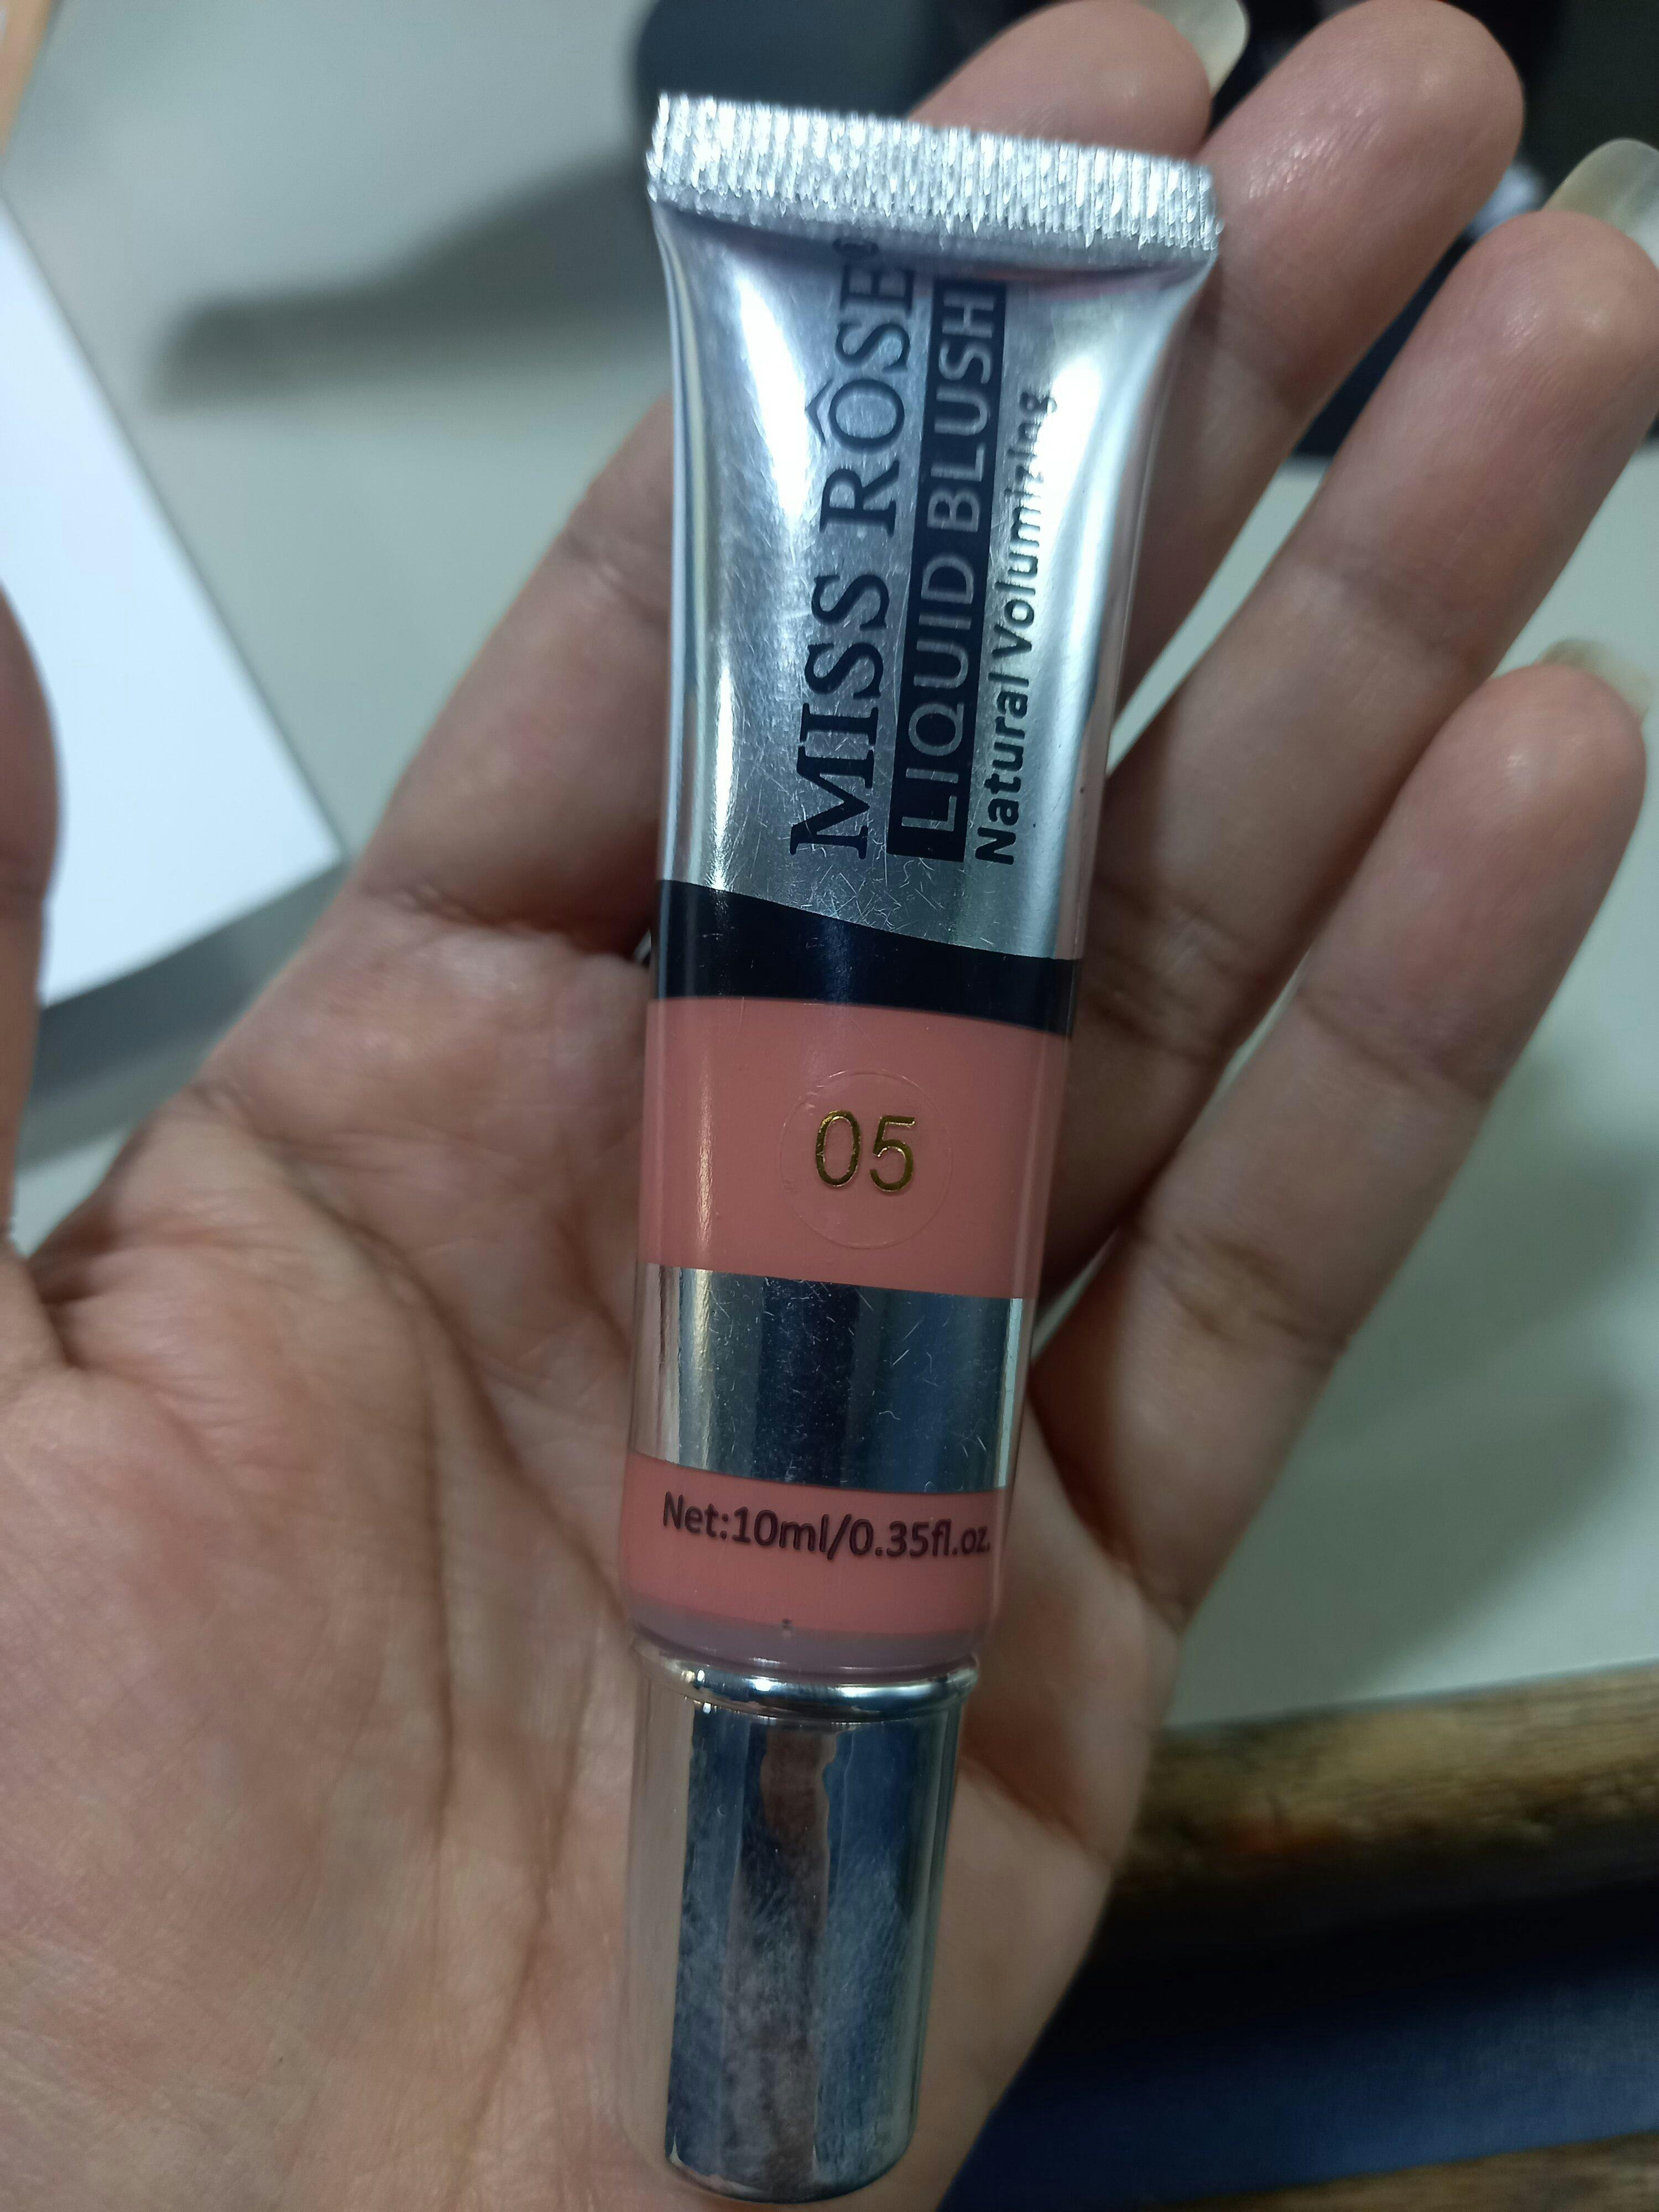 MISS RÔSE®
LIQUID BLUSH
Natural Volumizing
05
Net:10ml/0.35fl.oz.